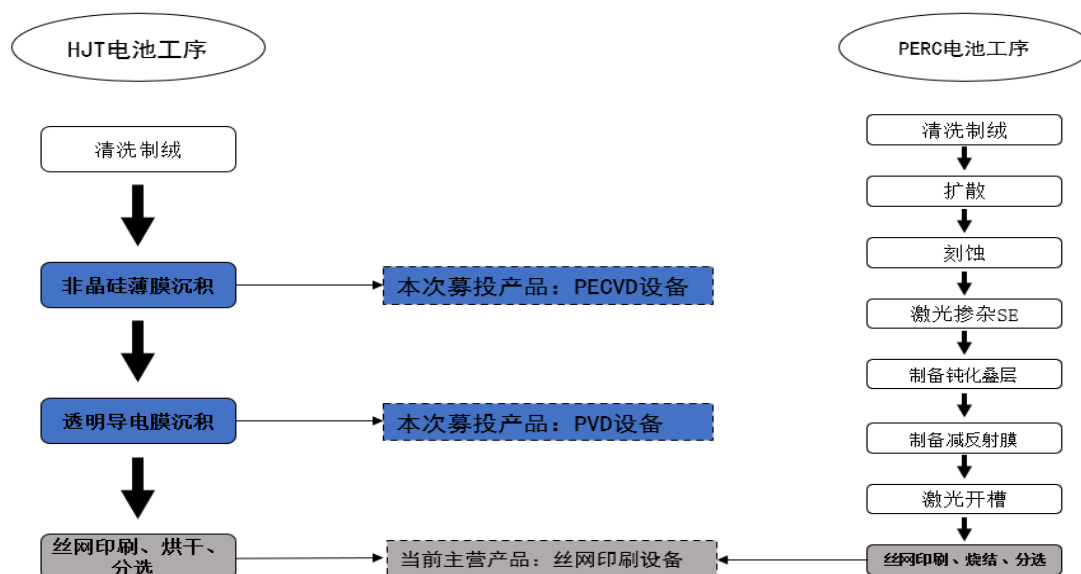 HJT电池工序
清洗制绒
非晶硅薄膜沉积
本次募投产品：PECVD设备
透明导电膜沉积
本次募投产品：PVD设备
丝网印刷、烘干、
分选
当前主营产品：丝网印刷设备
PERC电池工序
清洗制绒
扩散
刻蚀
激光掺杂SE
制备钝化叠层
制备减反射膜
激光开槽
丝网印刷、烧结、分选